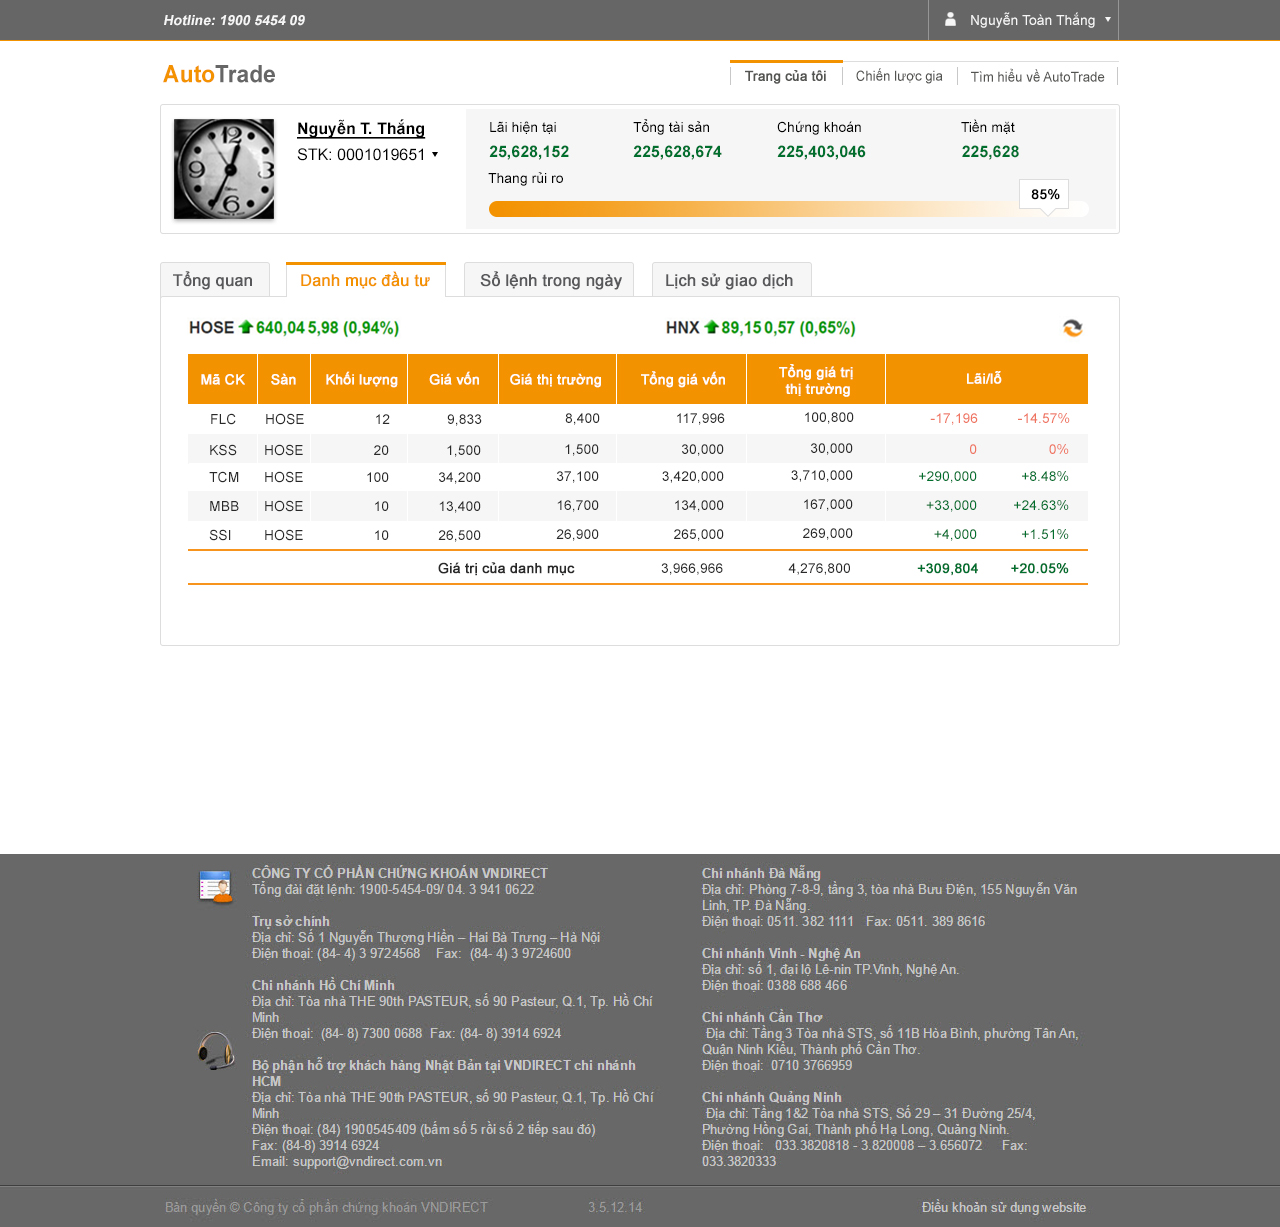 Hotline: 1900 5454 09
Nguyễn Toàn Thắng
AutoTrade
Trang của tôi
Chiến lược gia
Tìm hiểu về AutoTrade
Nguyễn T. Thắng
STK: 0001019651
Lãi hiện tại
Tổng tài sản
Chứng khoán
Tiền mặt
25,628,152
225,628,674
225,403,046
225,628
Thang rủi ro
85%
Tổng quan
Danh mục đầu tư
Sổ lệnh trong ngày
Lịch sử giao dịch
HOSE 640,04 5,98 (0,94%)
HNX 89,15 0,57 (0,65%)
Mã CK Sàn Khối lượng Giá vốn Giá thị trường Tổng giá vốn Tổng giá trị
thị trường Lãi/lỗ
FLC HOSE 12 9,833 8,400 117,996 100,800 -17,196 -14.57%
KSS HOSE 20 1,500 1,500 30,000 30,000 0 0%
TCM HOSE 100 34,200 37,100 3,420,000 3,710,000 +290,000 +8.48%
MBB HOSE 10 13,400 16,700 134,000 167,000 +33,000 +24.63%
SSI HOSE 10 26,500 26,900 265,000 269,000 +4,000 +1.51%
Giá trị của danh mục 3,966,966 4,276,800 +309,804 +20.05%
CÔNG TY CỔ PHẦN CHỨNG KHOÁN VNDIRECT
Tổng đài đặt lệnh: 1900-5454-09/ 04. 3 941 0622
Trụ sở chính
Địa chỉ: Số 1 Nguyễn Thượng Hiền – Hai Bà Trưng – Hà Nội
Điện thoại: (84- 4) 3 9724568 Fax: (84- 4) 3 9724600
Chi nhánh Hồ Chí Minh
Địa chỉ: Tòa nhà THE 90th PASTEUR, số 90 Pasteur, Q.1, Tp. Hồ Chí
Minh
Điện thoại: (84- 8) 7300 0688 Fax: (84- 8) 3914 6924
Bộ phận hỗ trợ khách hàng Nhật Bản tại VNDIRECT chi nhánh
HCM
Địa chỉ: Tòa nhà THE 90th PASTEUR, số 90 Pasteur, Q.1, Tp. Hồ Chí
Minh
Điện thoại: (84) 1900545409 (bấm số 5 rồi số 2 tiếp sau đó)
Fax: (84-8) 3914 6924
Email: support@vndirect.com.vn
Chi nhánh Đà Nẵng
Địa chỉ: Phòng 7-8-9, tầng 3, tòa nhà Bưu Điện, 155 Nguyễn Văn
Linh, TP. Đà Nẵng.
Điện thoại: 0511. 382 1111 Fax: 0511. 389 8616
Chi nhánh Vinh - Nghệ An
Địa chỉ: số 1, đại lộ Lê-nin TP.Vinh, Nghệ An.
Điện thoại: 0388 688 466
Chi nhánh Cần Thơ
Địa chỉ: Tầng 3 Tòa nhà STS, số 11B Hòa Bình, phường Tân An,
Quận Ninh Kiều, Thành phố Cần Thơ.
Điện thoại: 0710 3766959
Chi nhánh Quảng Ninh
Địa chỉ: Tầng 1&2 Tòa nhà STS, Số 29 – 31 Đường 25/4,
Phường Hồng Gai, Thành phố Hạ Long, Quảng Ninh.
Điện thoại: 033.3820818 - 3.820008 – 3.656072 Fax:
033.3820333
Bản quyền © Công ty cổ phần chứng khoán VNDIRECT
3.5.12.14
Điều khoản sử dụng website